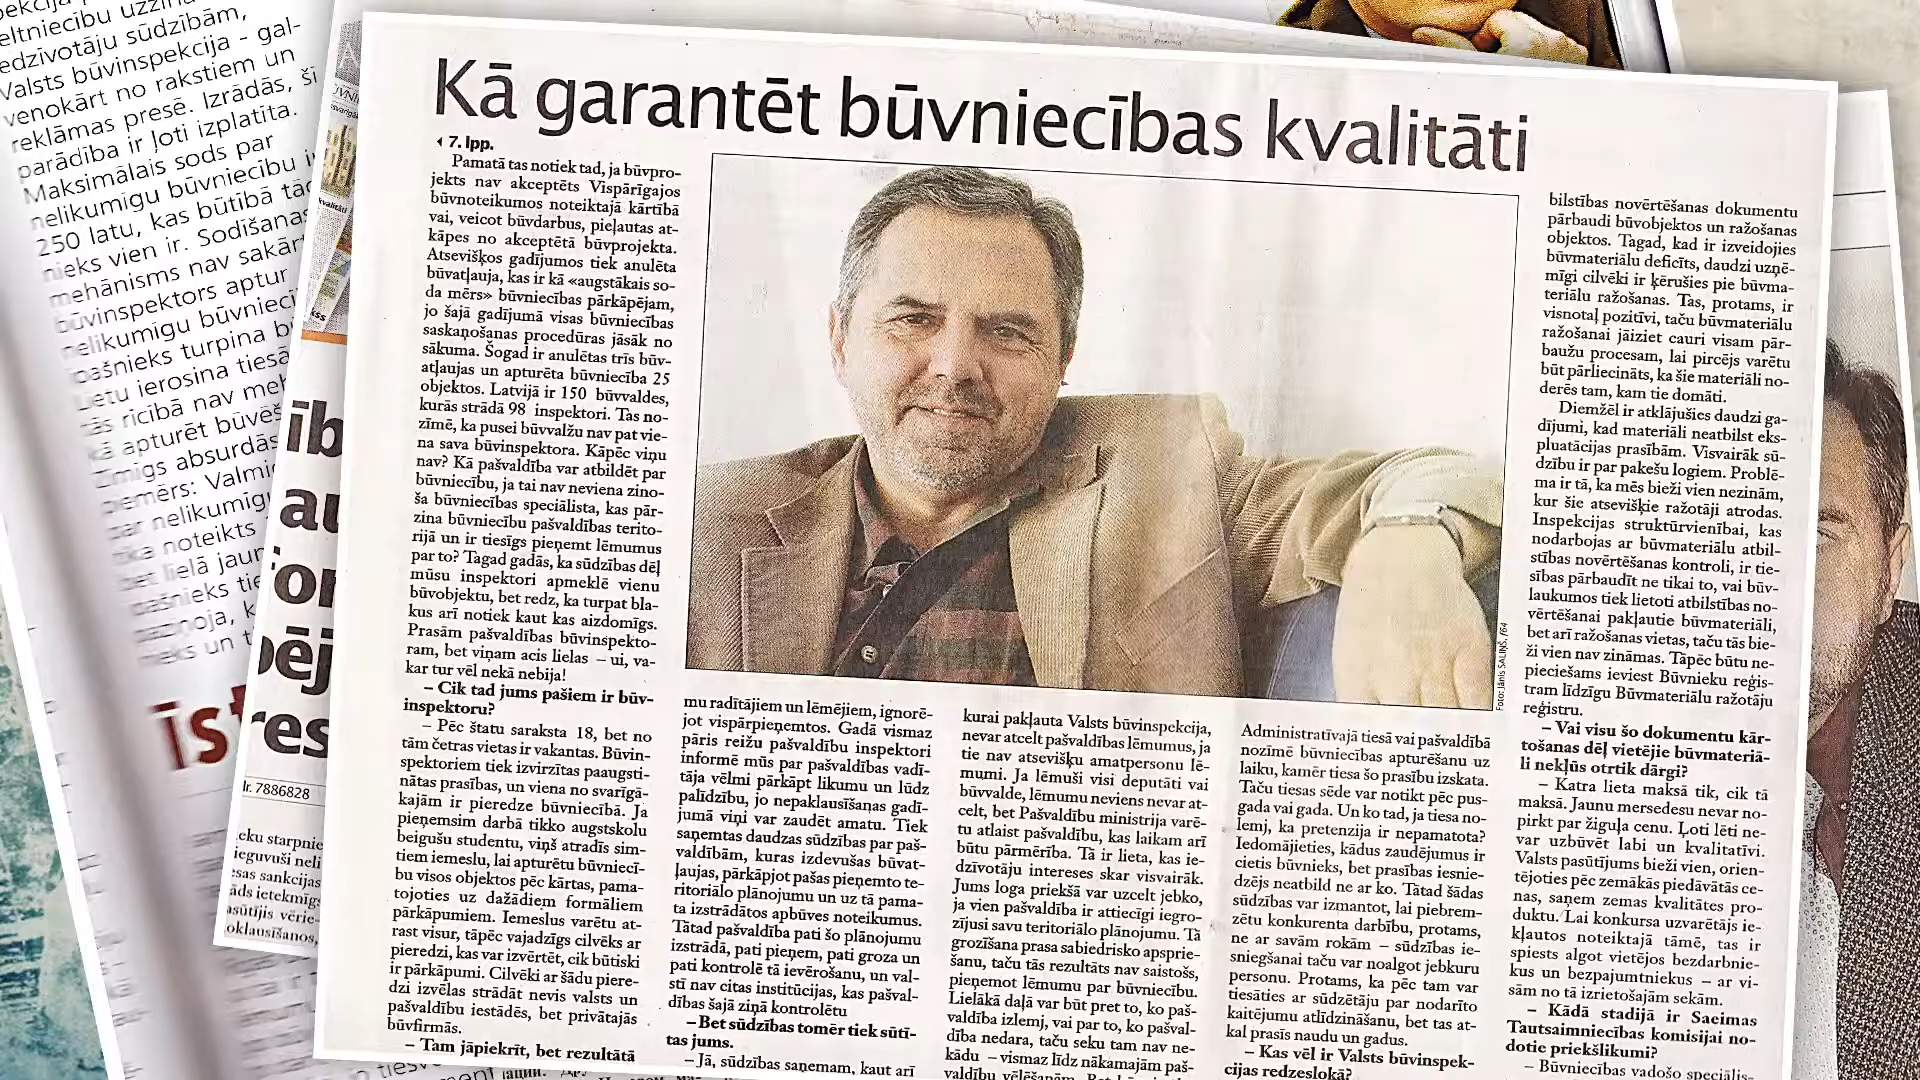 Kā garantēt būvniecības kvalitāti
7. lpp.
Pamatā tas notiek tad, ja būvpro-
jekts nav akceptēts Vispārīgajos
būvnoteikumos noteiktajā kārtībā
vai, veicot būvdarbus, pieļautas at-
kāpes no akceptētā būvprojekta.
Atsevišķos gadījumos tiek anulēta
būvatļauja, kas ir kā «augstākais so-
da mērs» būvniecības pārkāpējam,
jo šajā gadījumā visas būvniecības
saskaņošanas procedūras jāsāk no
sākuma. Šogad ir anulētas trīs būv-
atļaujas un apturēta būvniecība 25
objektos. Latvijā ir 150 būvvaldes,
kurās strādā 98 inspektori. Tas no-
zīmē, ka pusei būvvalžu nav pat vie-
na sava būvinspektora. Kāpēc viņu
nav? Kā pašvaldība var atbildēt par
būvniecību, ja tai nav neviena zino-
ša būvniecības speciālista, kas pār-
zina būvniecību pašvaldības terito-
rijā un ir tiesīgs pieņemt lēmumus
par to? Tagad gadās, ka sūdzības dēļ
mūsu inspektori apmeklē vienu
būvobjektu, bet redz, ka turpat bla-
kus arī notiek kaut kas aizdomīgs.
Prasām pašvaldības būvinspekto-
ram, bet viņam acis lielas – ui, va-
kar tur vēl nekā nebija!
– Cik tad jums pašiem ir būv-
inspektoru?
– Pēc štatu saraksta 18, bet no
tām četras vietas ir vakantas. Būvin-
spektoriem tiek izvirzītas paaugsti-
nātas prasības, un viena no svarīgā-
kajām ir pieredze būvniecībā. Ja
pieņemsim darbā tikko augstskolu
beigušu studentu, viņš atradīs sim-
tiem iemeslu, lai apturētu būvniecī-
bu visos objektos pēc kārtas, pama-
tojoties uz dažādiem formāliem
pārkāpumiem. Iemeslus varētu at-
rast visur, tāpēc vajadzīgs cilvēks ar
pieredzi, kas var izvērtēt, cik būtiski
ir pārkāpumi. Cilvēki ar šādu piere-
dzi izvēlas strādāt nevis valsts un
pašvaldību iestādēs, bet privātajās
būvfirmās.
– Tam jāpiekrīt, bet rezultātā
mu radītājiem un lēmējiem, ignorē-
jot vispārpieņemtos. Gadā vismaz
pāris reižu pašvaldību inspektori
informē mūs par pašvaldības vadī-
tāja vēlmi pārkāpt likumu un lūdz
palīdzību, jo nepaklausīšanas gadī-
jumā viņi var zaudēt amatu. Tiek
saņemtas daudzas sūdzības par paš-
valdībām, kuras izdevušas būvat-
ļaujas, pārkāpjot pašas pieņemto te-
ritoriālo plānojumu un uz tā pama-
ta izstrādātos apbūves noteikumus.
Tātad pašvaldība pati šo plānojumu
izstrādā, pati pieņem, pati groza un
pati kontrolē tā ievērošanu, un val-
stī nav citas institūcijas, kas pašval-
dības šajā ziņā kontrolētu
– Bet sūdzības tomēr tiek sūtī-
tas jums.
– Jā, sūdzības saņemam, kaut arī
kurai pakļauta Valsts būvinspekcija,
nevar atcelt pašvaldības lēmumus, ja
tie nav atsevišķu amatpersonu lē-
mumi. Ja lēmuši visi deputāti vai
būvvalde, lēmumu neviens nevar at-
celt, bet Pašvaldību ministrija varē-
tu atlaist pašvaldību, kas laikam arī
būtu pārmērība. Tā ir lieta, kas ie-
dzīvotāju intereses skar visvairāk.
Jums loga priekšā var uzcelt jebko,
ja vien pašvaldība ir attiecīgi iegro-
zījusi savu teritoriālo plānojumu. Tā
grozīšana prasa sabiedrisko apsprie-
šanu, taču tās rezultāts nav saistošs,
pieņemot lēmumu par būvniecību.
Lielākā daļā var būt pret to, ko paš-
valdība izlemj, vai par to, ko pašval-
dība nedara, taču seku tam nav ne-
kādu – vismaz līdz nākamajām paš-
valdību vēlēšanām.
Administratīvajā tiesā vai pašvaldībā
nozīmē būvniecības apturēšanu uz
laiku, kamēr tiesa šo prasību izskata.
Taču tiesas sēde var notikt pēc pus-
gada vai gada. Un ko tad, ja tiesa no-
lemj, ka pretenzija ir nepamatota?
Iedomājieties, kādus zaudējumus ir
cietis būvnieks, bet prasības iesnie-
dzējs neatbild ne ar ko. Tātad šādas
sūdzības var izmantot, lai piebrem-
zētu konkurenta darbību, protams,
ne ar savām rokām – sūdzības ie-
sniegšanai taču var noalgot jebkuru
personu. Protams, ka pēc tam var
tiesāties ar sūdzētāju par nodarīto
kaitējumu atlīdzināšanu, bet tas at-
kal prasīs naudu un gadus.
– Kas vēl ir Valsts būvinspek-
cijas redzeslokā?
Foto: Jānis SALIŅŠ, f64
bilstības novērtēšanas dokumentu
pārbaudi būvobjektos un ražošanas
objektos. Tagad, kad ir izveidojies
būvmateriālu deficīts, daudzi uzņē-
mīgi cilvēki ir ķērušies pie būvma-
teriālu ražošanas. Tas, protams, ir
visnotaļ pozitīvi, taču būvmateriālu
ražošanai jāiziet cauri visam pār-
baužu procesam, lai pircējs varētu
būt pārliecināts, ka šie materiāli no-
derēs tam, kam tie domāti.
Diemžēl ir atklājušies daudzi ga-
dījumi, kad materiāli neatbilst eks-
pluatācijas prasībām. Visvairāk sū-
dzību ir par pakešu logiem. Problē-
ma ir tā, ka mēs bieži vien nezinām,
kur šie atsevišķie ražotāji atrodas.
Inspekcijas struktūrvienībai, kas
nodarbojas ar būvmateriālu atbil-
stības novērtēšanas kontroli, ir tie-
sības pārbaudīt ne tikai to, vai būv-
laukumos tiek lietoti atbilstības no-
vērtēšanai pakļautie būvmateriāli,
bet arī ražošanas vietas, taču tās bie-
ži vien nav zināmas. Tāpēc būtu ne-
pieciešams ieviest Būvnieku reģis-
tram līdzīgu Būvmateriālu ražotāju
reģistru.
– Vai visu šo dokumentu kār-
tošanas dēļ vietējie būvmateriā-
li nekļūs otrtik dārgi?
– Katra lieta maksā tik, cik tā
maksā. Jaunu mersedesu nevar no-
pirkt par žiguļa cenu. Ļoti lēti ne-
var uzbūvēt labi un kvalitatīvi.
Valsts pasūtījums bieži vien, orien-
tējoties pēc zemākās piedāvātās ce-
nas, saņem zemas kvalitātes pro-
duktu. Lai konkursa uzvarētājs ie-
kļautos noteiktajā tāmē, tas ir
spiests algot vietējos bezdarbnie-
kus un bezpajumtniekus – ar vi-
sām no tā izrietošajām sekām.
– Kādā stadijā ir Saeimas
Tautsaimniecības komisijai no-
dotie priekšlikumi?
– Būvniecības vadošo speciālis-
edzīvotāju sūdzībām,
Valsts būvinspekcija - gal-
venokārt no rakstiem un
reklāmas presē. Izrādās, šī
parādība ir ļoti izplatīta.
Maksimālais sods par
nelikumīgu būvniecību
250 latu, kas būtībā
nieks vien ir. Sodīšanas
mehānisms nav
būvinspektors aptur
nelikumīgu
īpašnieks turpina
Lietu ierosina
kā apturēt
Zīmīgs
piemērs:
par
tika noteikts
bet lielā
7886828